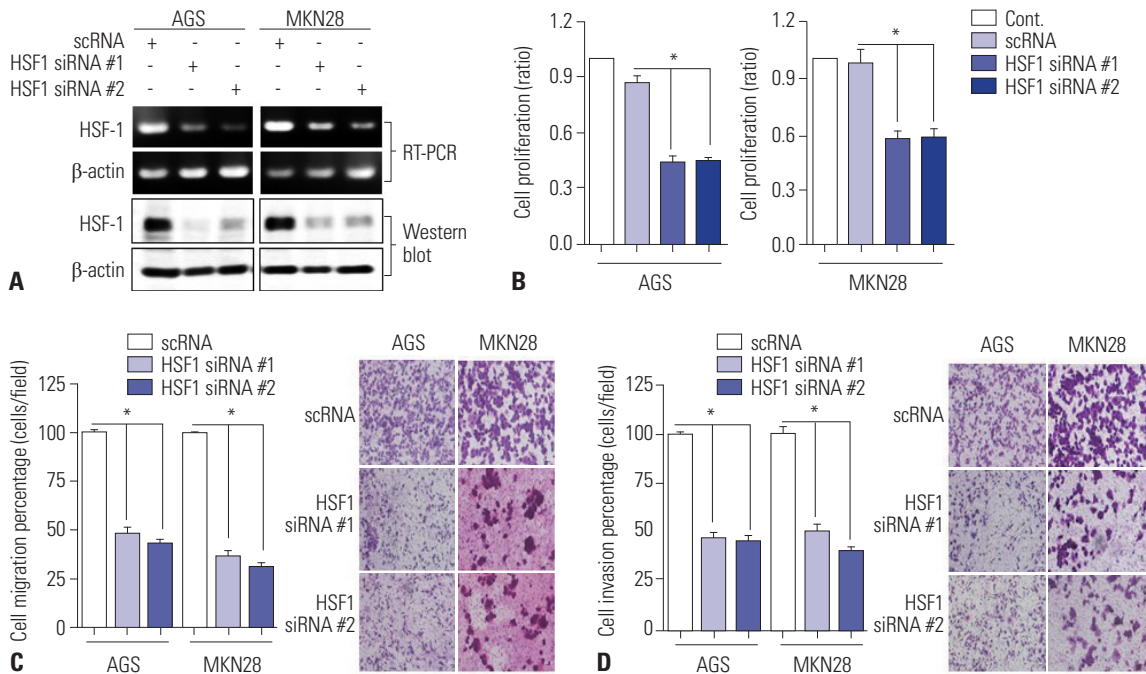 AGS MKN28
scRNA + - - + - -
HSF1 siRNA #1 - + - - + -
HSF1 siRNA #2 - - + - - +
HSF-1
β-actin
RT-PCR
HSF-1
β-actin
Western
blot
A
Cell proliferation (ratio)
1.2
0.9
0.6
0.3
0.0
*
AGS
Cell proliferation (ratio)
1.2
0.9
0.6
1.2
0.0
*
MKN28
Cont.
scRNA
HSF1 siRNA #1
HSF1 siRNA #2
B
scRNA
HSF1 siRNA #1
HSF1 siRNA #2
Cell migration percentage (cells/field)
125
100
75
50
25
0
* *
AGS MKN28
AGS MKN28
scRNA
HSF1
siRNA #1
HSF1
siRNA #2
C
scRNA
HSF1 siRNA #1
HSF1 siRNA #2
Cell invasion percentage (cells/field)
125
100
75
50
25
0
* *
AGS MKN28
AGS MKN28
scRNA
HSF1
siRNA #1
HSF1
siRNA #2
D